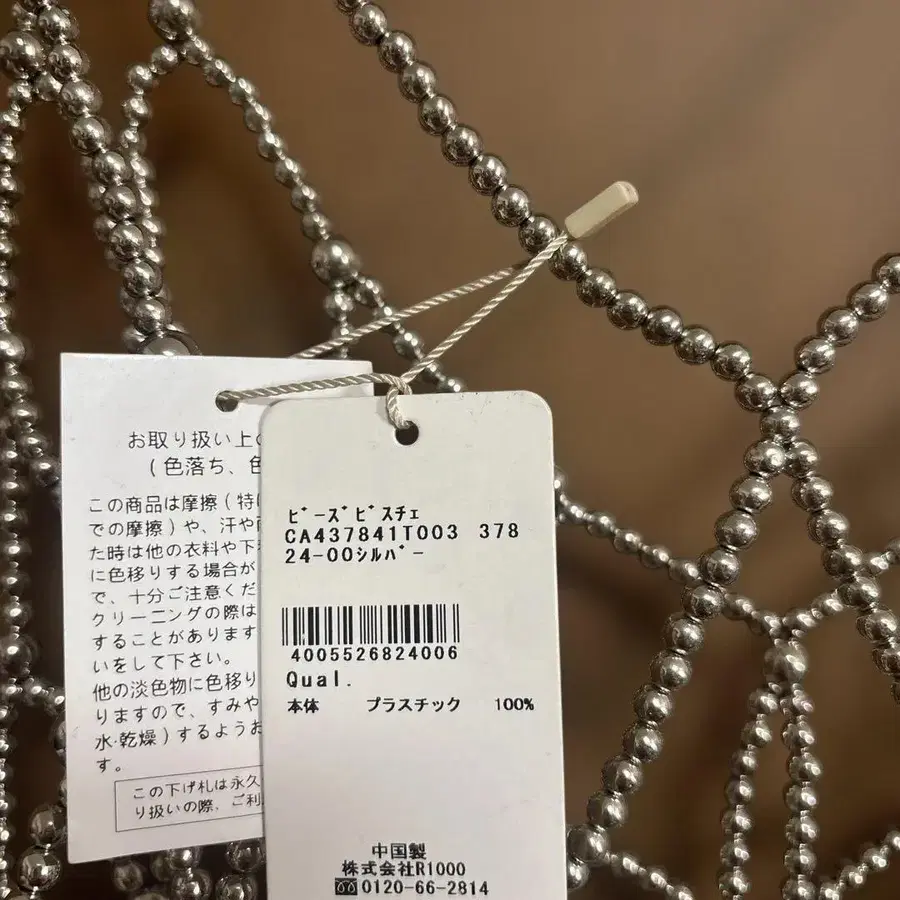 お取り扱い上の
(色落ち、色
この商品は摩擦(特に
での摩擦)や、汗や雨
た時は他の衣料や下着
に色移りする場合が
で、十分ご注意くだ
クリーニングの際は
することがあります
いをして下さい。
他の淡色物に色移り
りますので、すみや
水・乾燥)するようお
す。
この下げ札は永久
り扱いの際、ご利
ビーズビスチェ
CA437841T003 378
24-00シルバー
4005526824006
Qual.
本体 プラスチック 100%
中国製
株式会社R1000
0120-66-2814